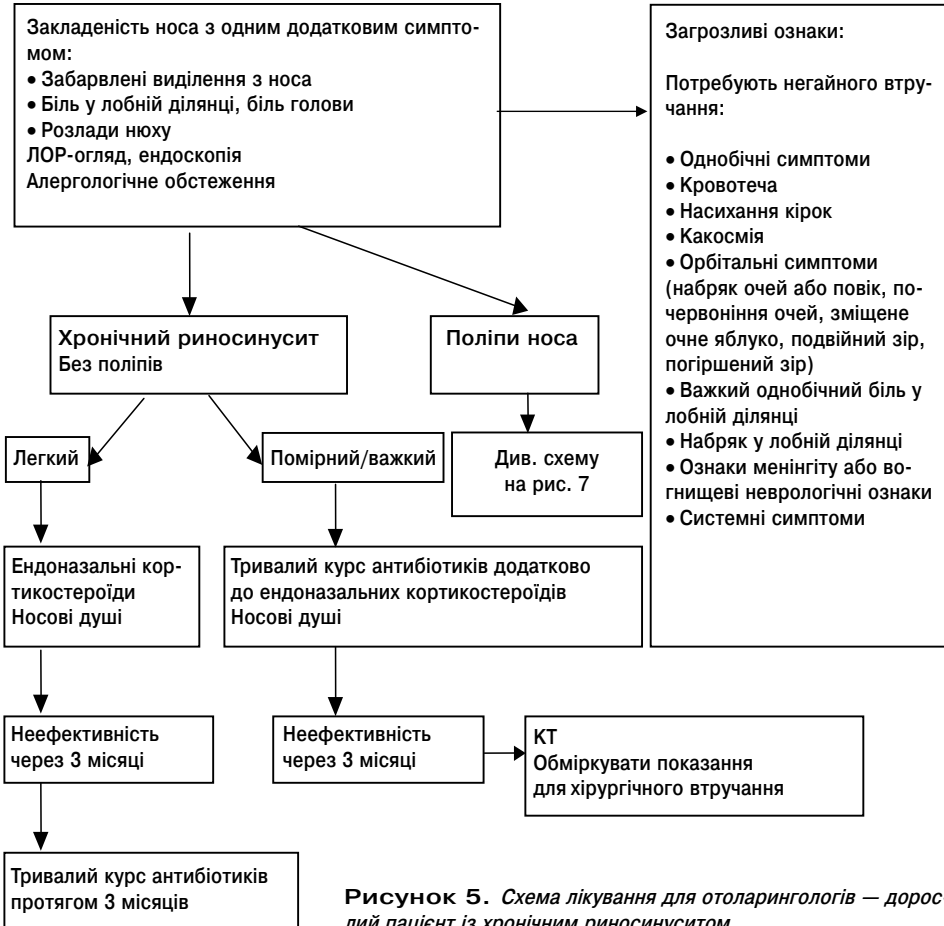 Закладеність носа з одним додатковим симпто-
мом:
• Забарвлені виділення з носа
• Біль у лобній ділянці, біль голови
• Розлади нюху
ЛОР-огляд, ендоскопія
Алергологічне обстеження
Загрозливі ознаки:
Потребують негайного втру-
чання:
• Однобічні симптоми
• Кровотеча
• Насихання кірок
• Какосмія
• Орбітальні симптоми
(набряк очей або повік, по-
червоніння очей, зміщене
очне яблуко, подвійний зір,
погіршений зір)
• Важкий однобічний біль у
лобній ділянці
• Набряк у лобній ділянці
• Ознаки менінгіту або во-
гнищеві неврологічні ознаки
• Системні симптоми
Хронічний риносинусит
Без поліпів
Поліпи носа
Легкий
Помірний/важкий
Див. схему
на рис. 7
Ендоназальні кор-
тикостероїди
Носові душі
Тривалий курс антибіотиків додатково
до ендоназальних кортикостероїдів
Носові душі
Неефективність
через 3 місяці
Неефективність
через 3 місяці
КТ
Обміркувати показання
для хірургічного втручання
Тривалий курс антибіотиків
протягом 3 місяців
Рисунок 5. Схема лікування для отоларингологів — дорос-
лий пацієнт із хронічним риносинуситом